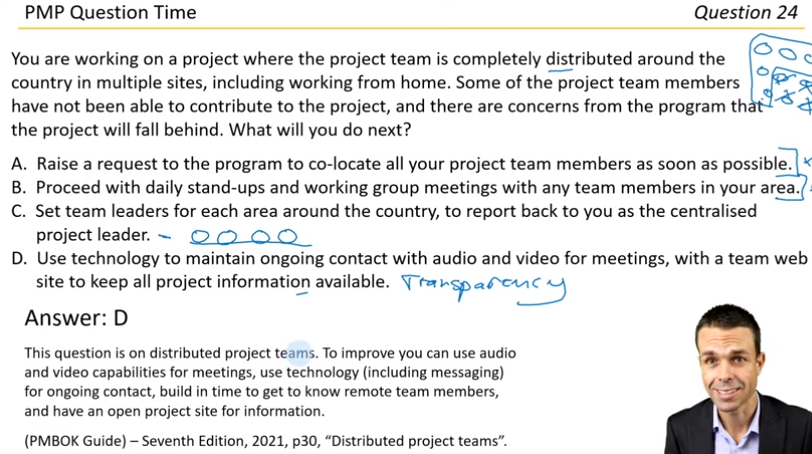 PMP Question Time
Question 24
You are working on a project where the project team is completely distributed around the
country in multiple sites, including working from home. Some of the project team members
have not been able to contribute to the project, and there are concerns from the program that
the project will fall behind. What will you do next?
A. Raise a request to the program to co-locate all your project team members as soon as possible.
B. Proceed with daily stand-ups and working group meetings with any team members in your area.
C. Set team leaders for each area around the country, to report back to you as the centralised
project leader.
D. Use technology to maintain ongoing contact with audio and video for meetings, with a team web
site to keep all project information available. Transparency
Answer: D
This question is on distributed project teams. To improve you can use audio
and video capabilities for meetings, use technology (including messaging)
for ongoing contact, build in time to get to know remote team members,
and have an open project site for information.
(PMBOK Guide) – Seventh Edition, 2021, p30, “Distributed project teams”.